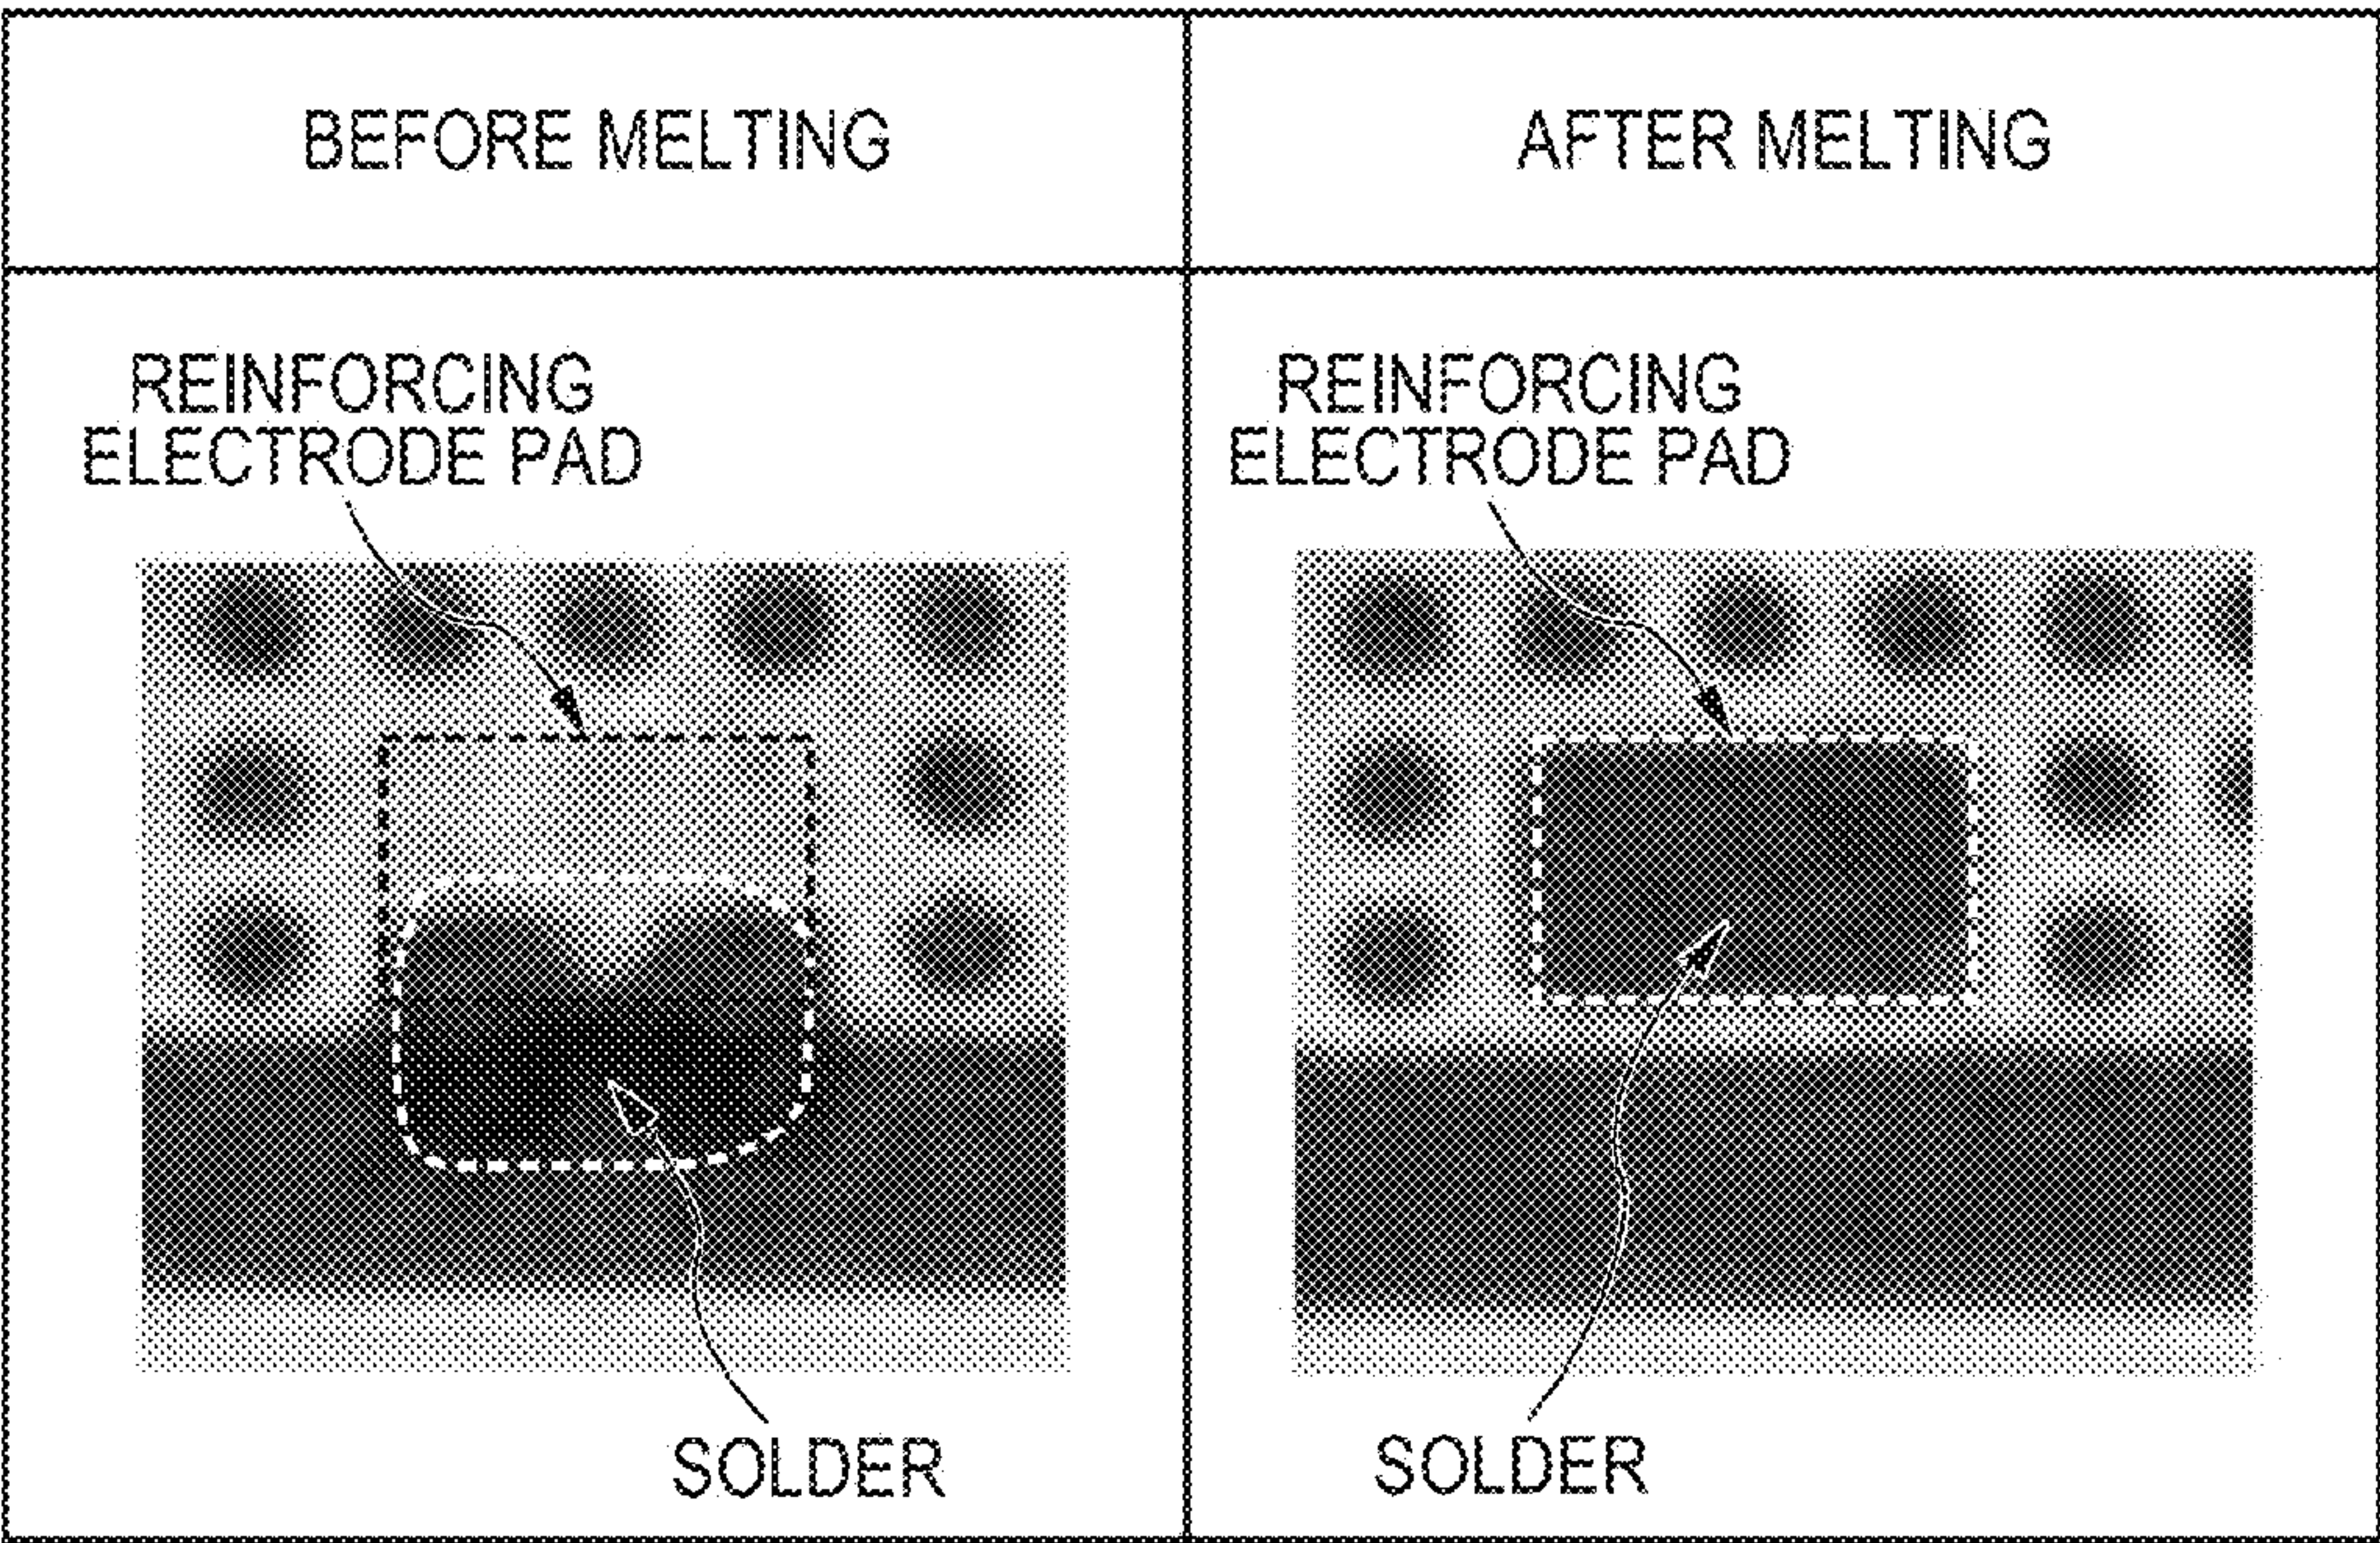 BEFORE MELTING
AFTER MELTING
REINFORCING
ELECTRODE PAD
SOLDER
REINFORCING
ELECTRODE PAD
SOLDER